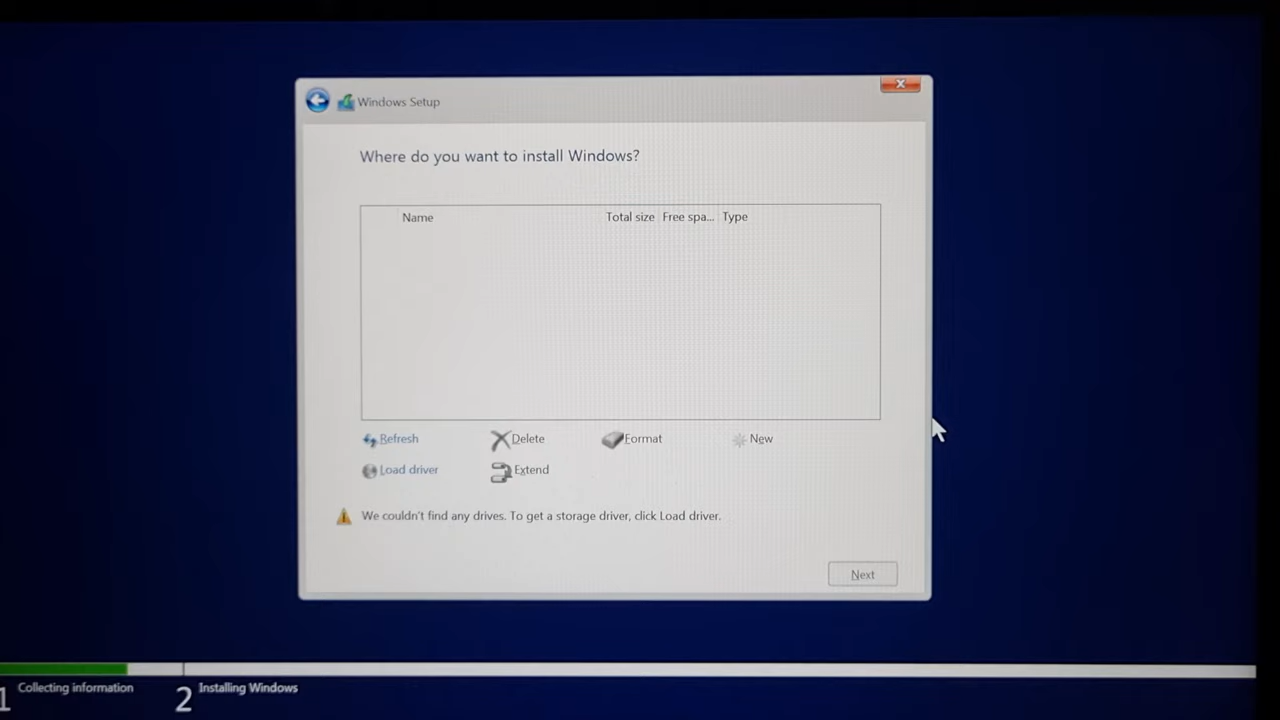 Windows Setup
Where do you want to install Windows?
Name Total size Free spa... Type
Refresh Delete Format New
Load driver Extend
We couldn't find any drives. To get a storage driver, click Load driver.
Next
1 Collecting information 2 Installing Windows